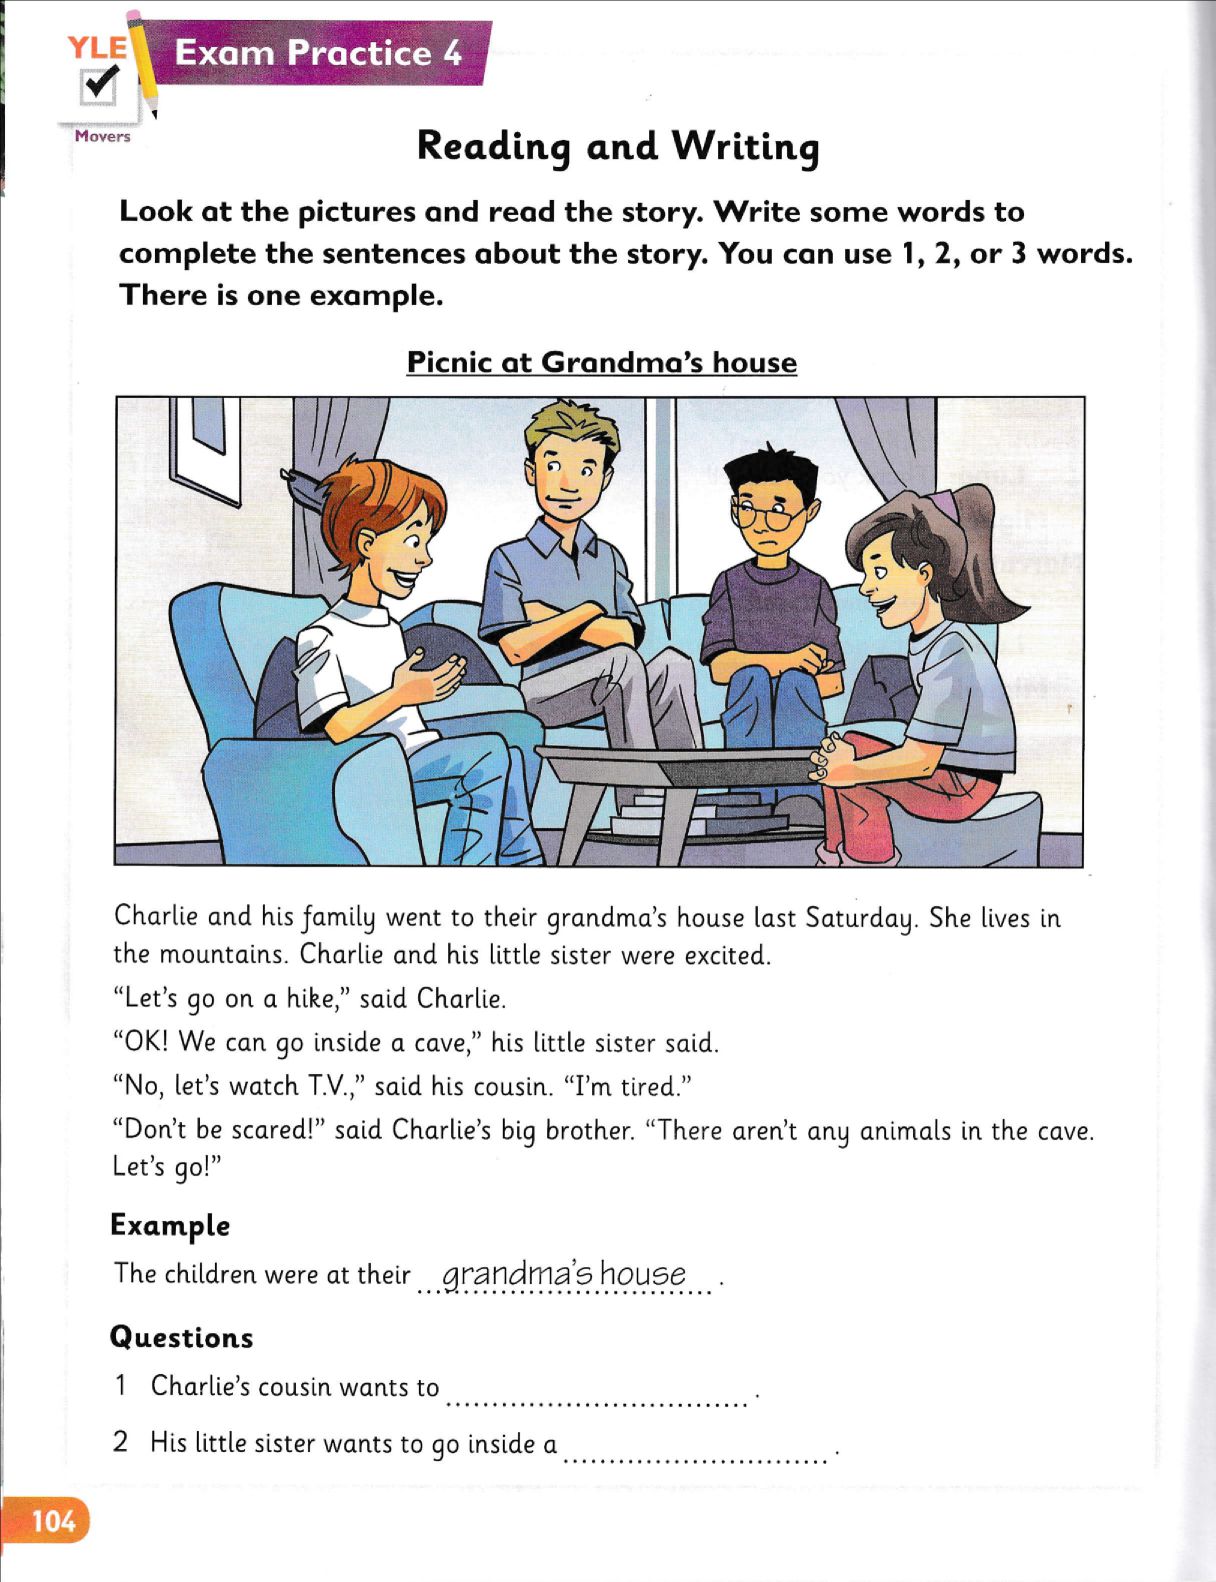 YLE
Exam Practice 4
Movers
Reading and Writing
Look at the pictures and read the story. Write some words to
complete the sentences about the story. You can use 1, 2, or 3 words.
There is one example.
Picnic at Grandma's house
Charlie and his family went to their grandma's house last Saturday. She lives in
the mountains. Charlie and his little sister were excited.
“Let's go on a hike,” said Charlie.
“OK! We can go inside a cave,” his little sister said.
“No, let's watch T.V.,” said his cousin. “I'm tired.”
“Don't be scared!” said Charlie's big brother. “There aren't any animals in the cave.
Let's go!”
Example
The children were at their grandma's house .
Questions
1 Charlie's cousin wants to ................................ .
2 His little sister wants to go inside a ............................ .
104